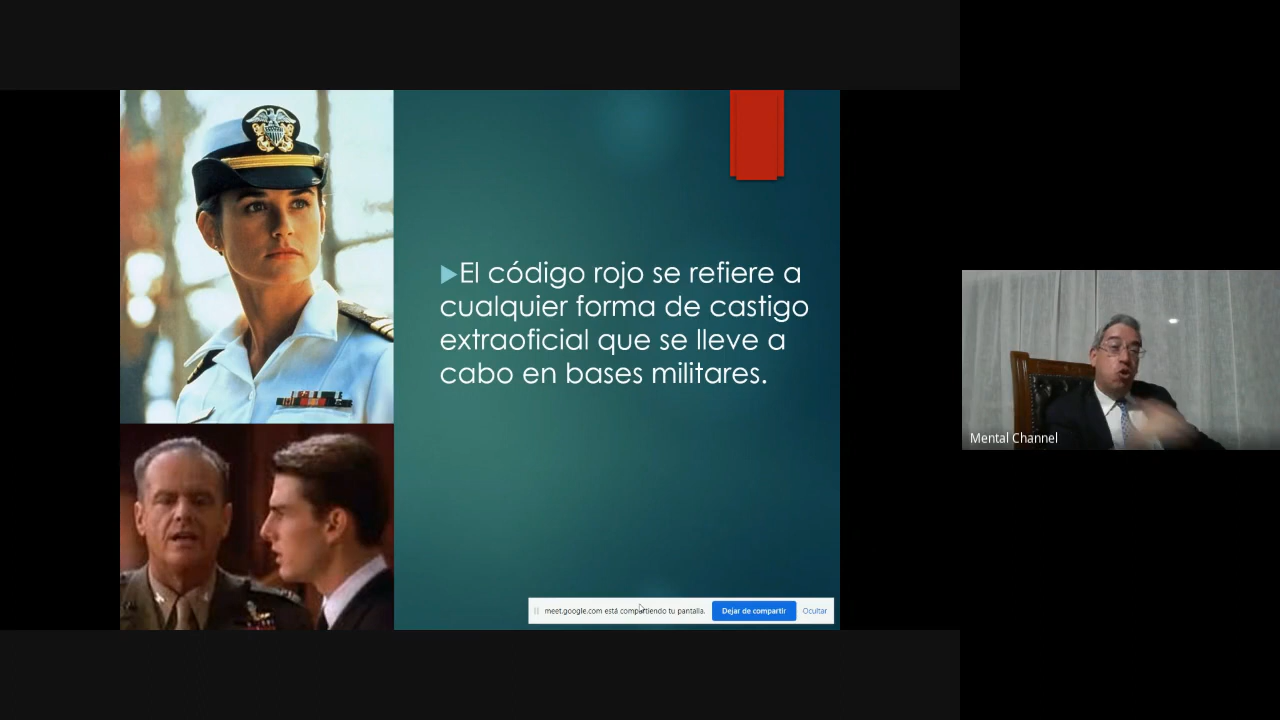 El código rojo se refiere a
cualquier forma de castigo
extraoficial que se lleve a
cabo en bases militares.
meet.google.com está compartiendo tu pantalla. Dejar de compartir Ocultar
Mental Channel